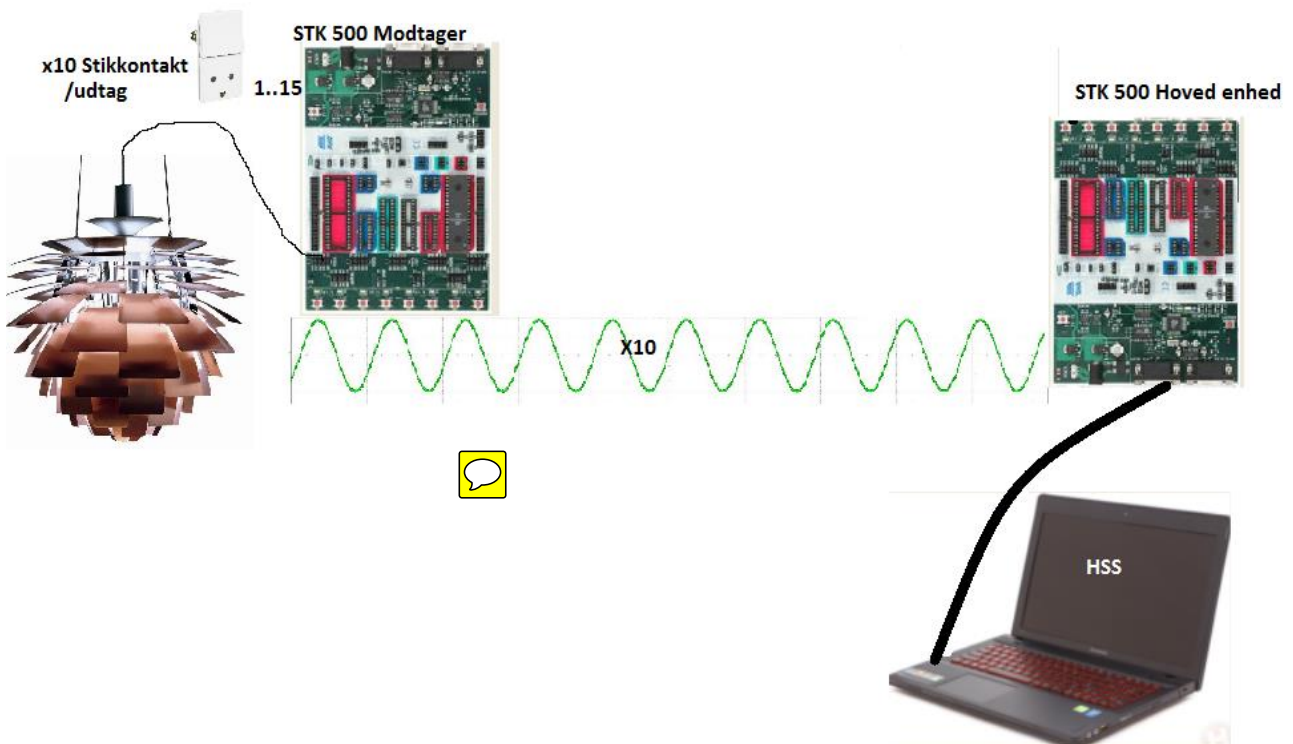 STK 500 Modtager
x10 Stikkontakt
/udtag
1..15
STK 500 Hoved enhed
X10
HSS